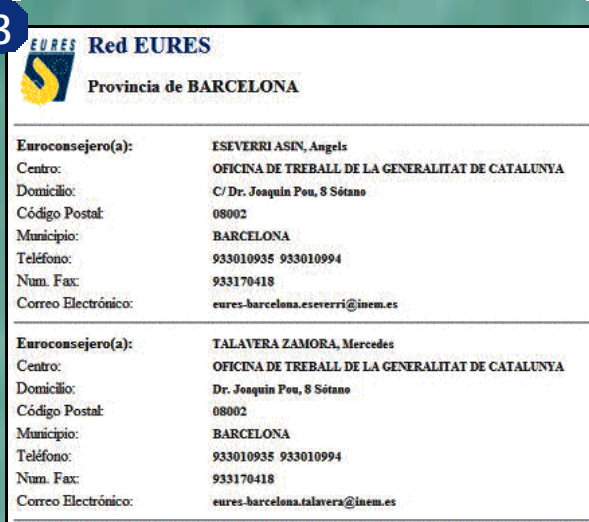 3
EURES
Red EURES
Provincia de BARCELONA
Euroconsejero(a): ESEVERRI ASIN, Angels
Centro: OFICINA DE TREBALL DE LA GENERALITAT DE CATALUNYA
Domicilio: C/ Dr. Joaquin Pou, 8 Sótano
Código Postal: 08002
Municipio: BARCELONA
Teléfono: 933010935 933010994
Num. Fax: 933170418
Correo Electrónico: eures-barcelona.eseverri@inem.es
Euroconsejero(a): TALAVERA ZAMORA, Mercedes
Centro: OFICINA DE TREBALL DE LA GENERALITAT DE CATALUNYA
Domicilio: Dr. Joaquin Pou, 8 Sótano
Código Postal: 08002
Municipio: BARCELONA
Teléfono: 933010935 933010994
Num. Fax: 933170418
Correo Electrónico: eures-barcelona.talavera@inem.es